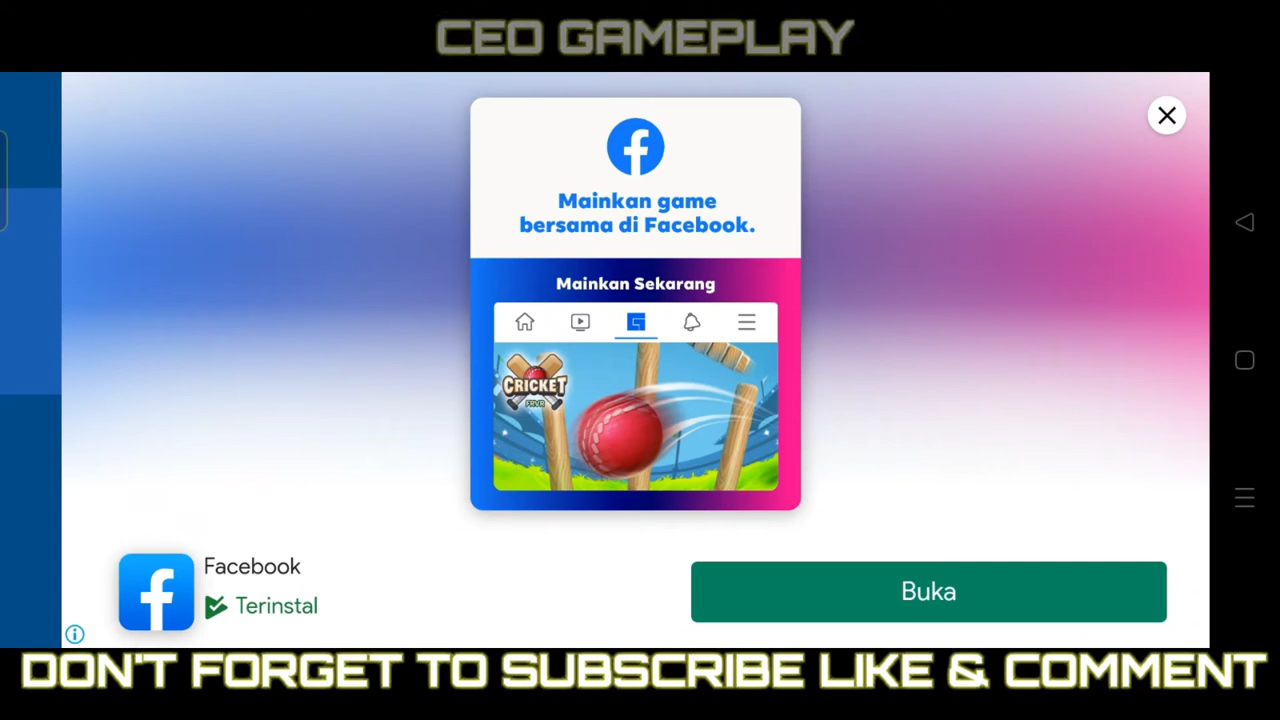 CEO GAMEPLAY
Mainkan game
bersama di Facebook.
Mainkan Sekarang
CRICKET
FRVR
Facebook
Terinstal
Buka
DON'T FORGET TO SUBSCRIBE LIKE & COMMENT